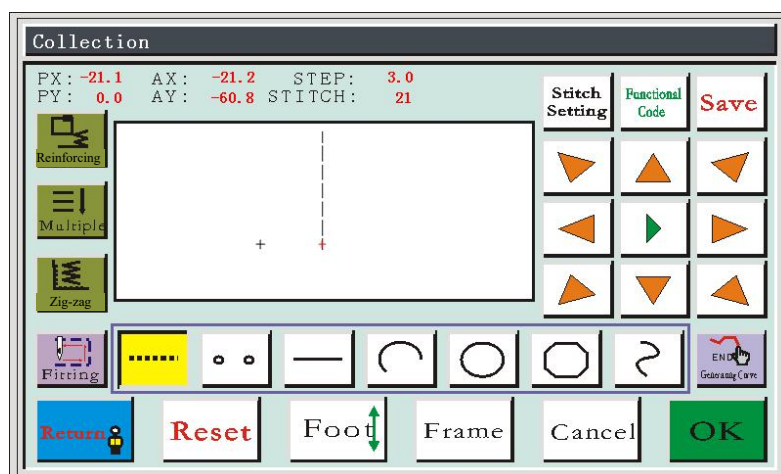 Collection
PX: -21.1 AX: -21.2 STEP: 3.0
PY: 0.0 AY: -60.8 STITCH: 21
Stitch
Setting
Functional
Code
Save
Reinforcing
Multiple
Zig-zag
Fitting
END
Generating Curve
Return
Reset
Foot
Frame
Cancel
OK